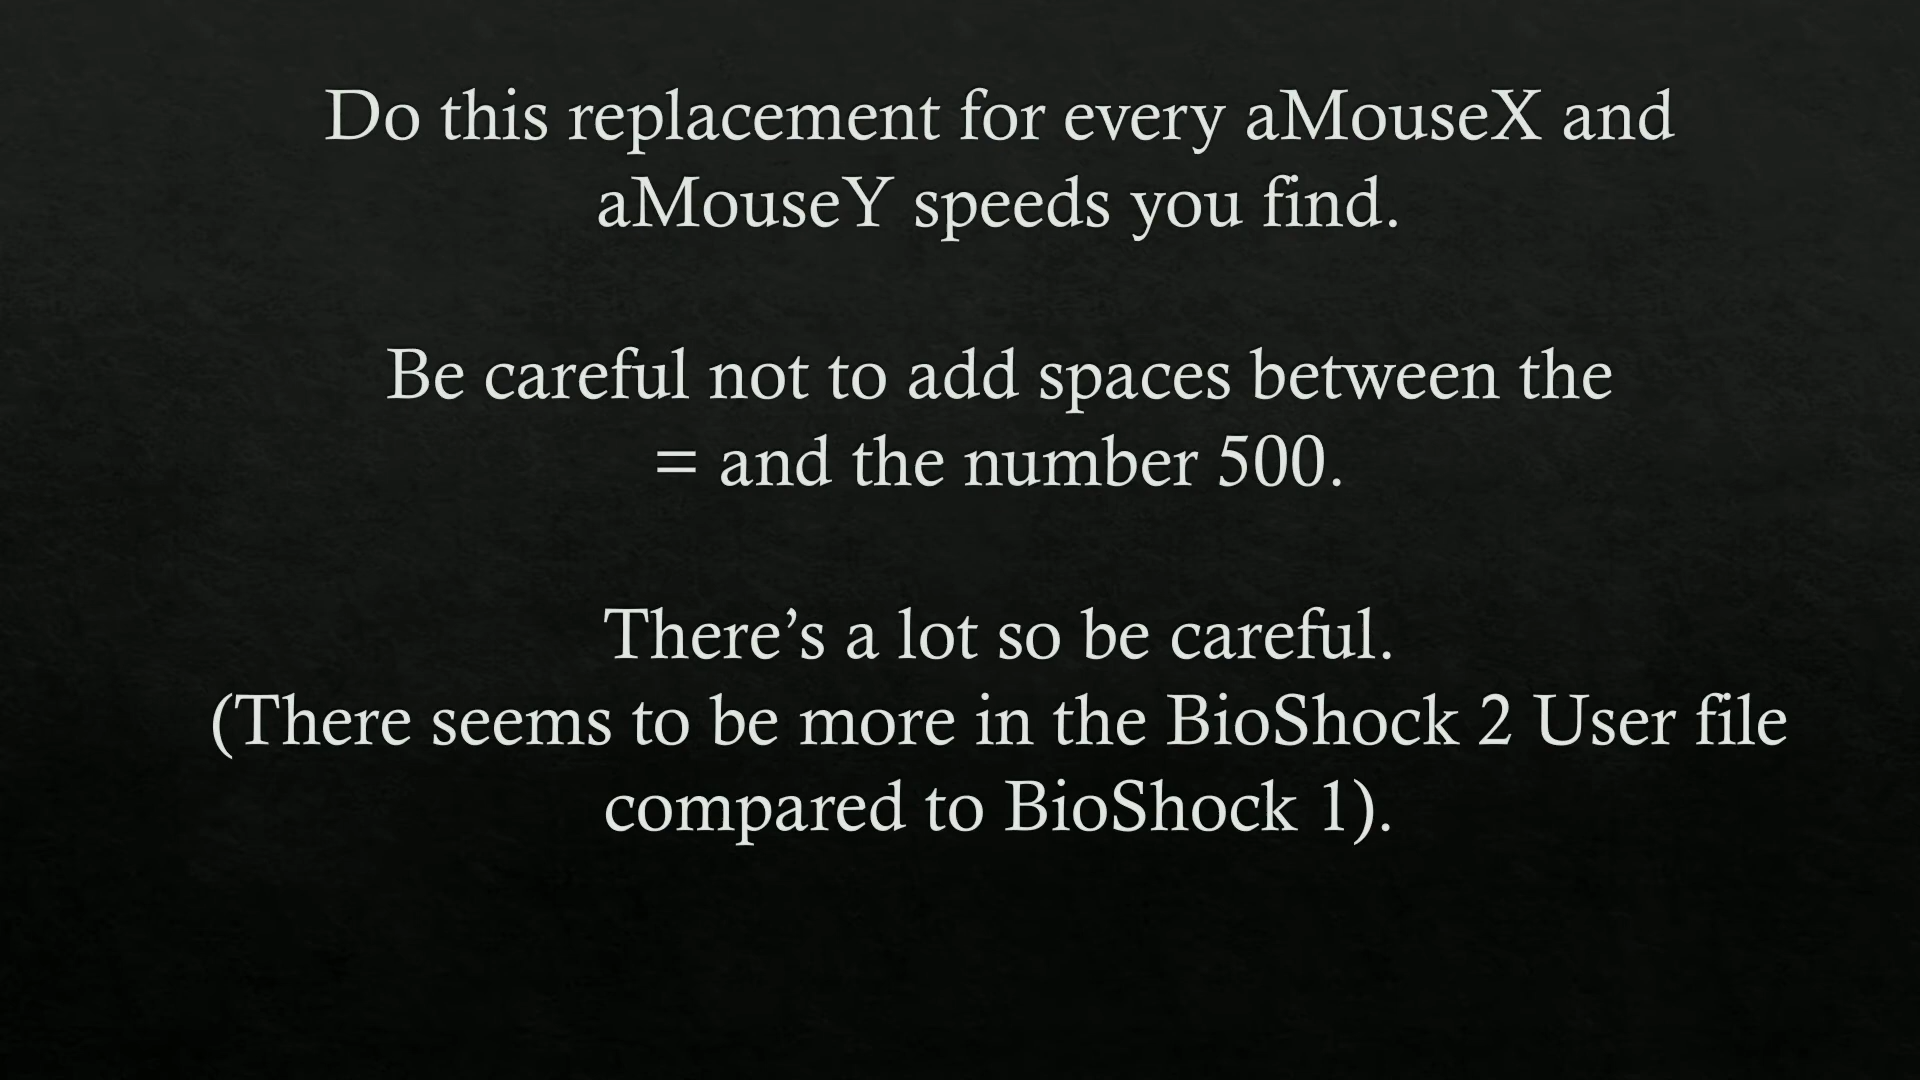 Do this replacement for every aMouseX and
aMouseY speeds you find.
Be careful not to add spaces between the
= and the number 500.
There’s a lot so be careful.
(There seems to be more in the BioShock 2 User file
compared to BioShock 1).